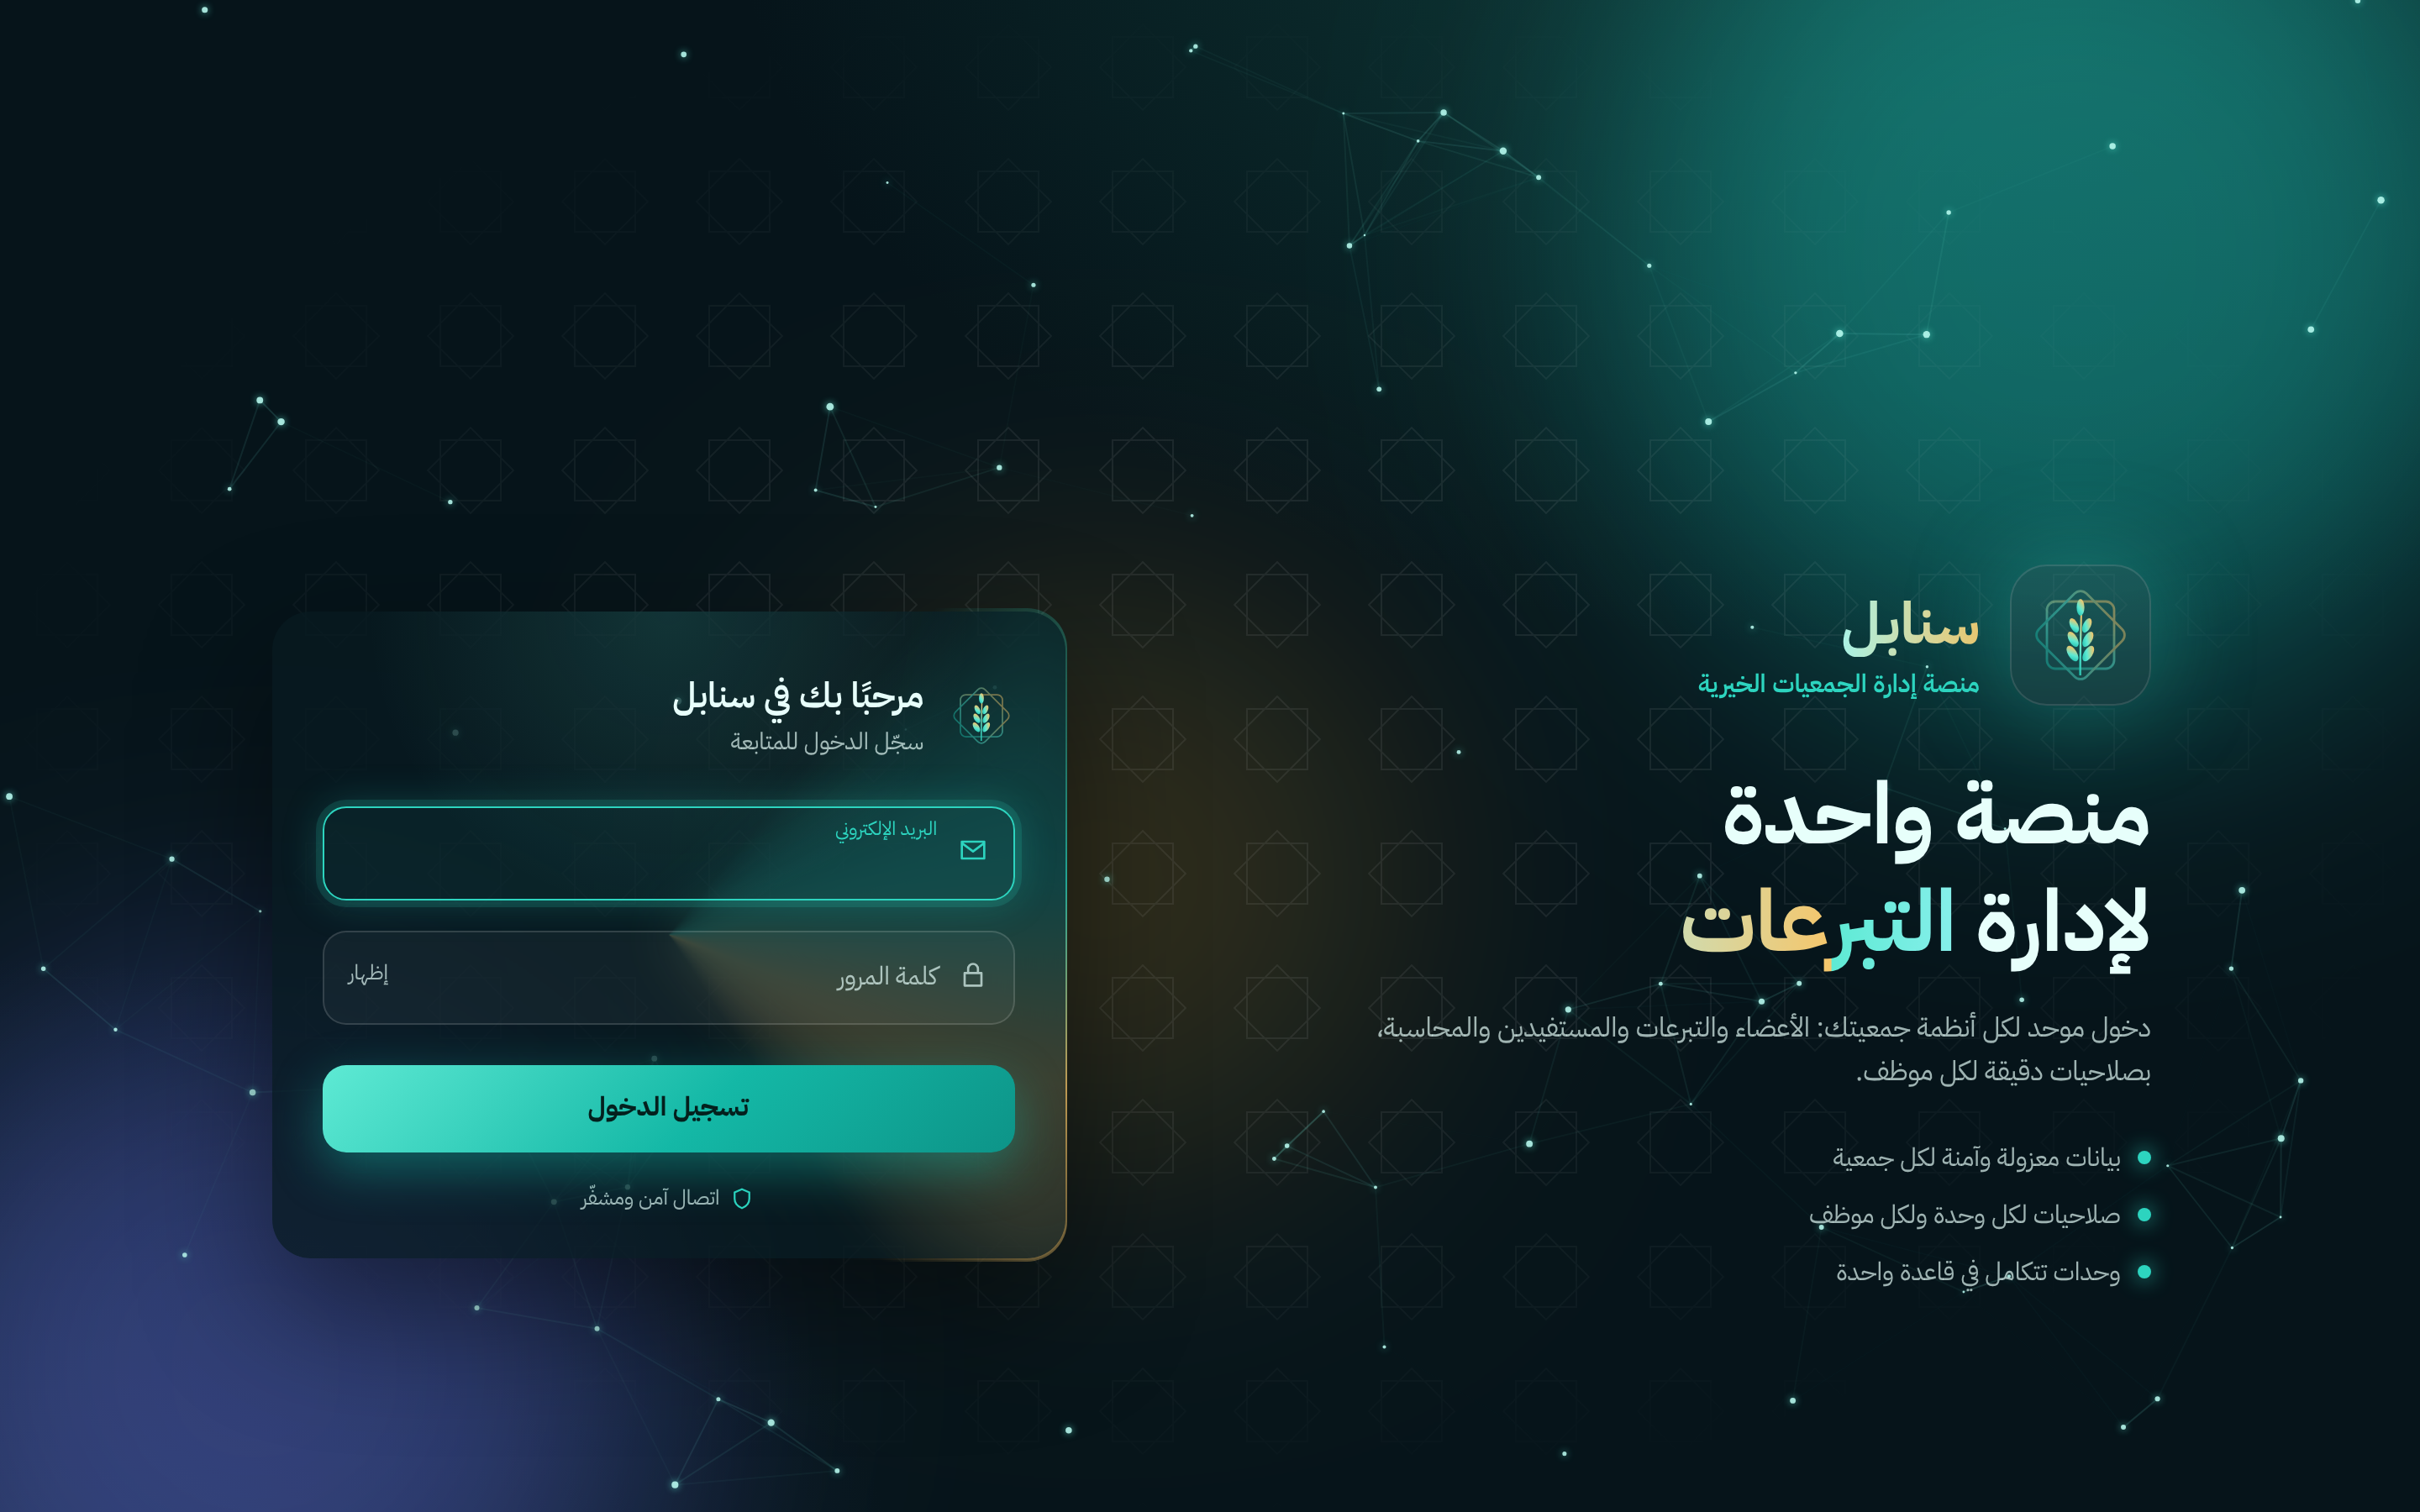 سنابل
منصة إدارة الجمعيات الخيرية
منصة واحدة
لإدارة التبرعات
دخول موحد لكل أنظمة جمعيتك: الأعضاء والتبرعات والمستفيدين والمحاسبة،
بصلاحيات دقيقة لكل موظف.
بيانات معزولة وآمنة لكل جمعية
صلاحيات لكل وحدة ولكل موظف
وحدات تتكامل في قاعدة واحدة
مرحبًا بك في سنابل
سجّل الدخول للمتابعة
البريد الإلكتروني
كلمة المرور
إظهار
تسجيل الدخول
اتصال آمن ومشفّر